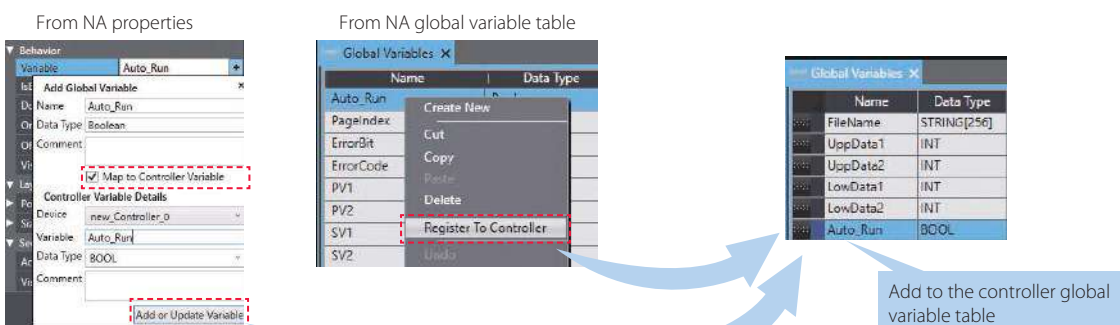 From NA properties
Behavior
Variable Auto_Run +
Add Global Variable ×
Name Auto_Run
Data Type Boolean
Comment
Map to Controller Variable
Controller Variable Details
Device new_Controller_0
Variable Auto_Run
Data Type BOOL
Comment
Add or Update Variable
From NA global variable table
Global Variables ×
Name Data Type
Auto_Run
PageIndex
ErrorBit
ErrorCode
PV1
PV2
SV1
SV2
Create New
Cut
Copy
Paste
Delete
Register To Controller
Undo
Global Variables ×
Name Data Type
FileName STRING[256]
UppData1 INT
UppData2 INT
LowData1 INT
LowData2 INT
Auto_Run BOOL
Add to the controller global
variable table